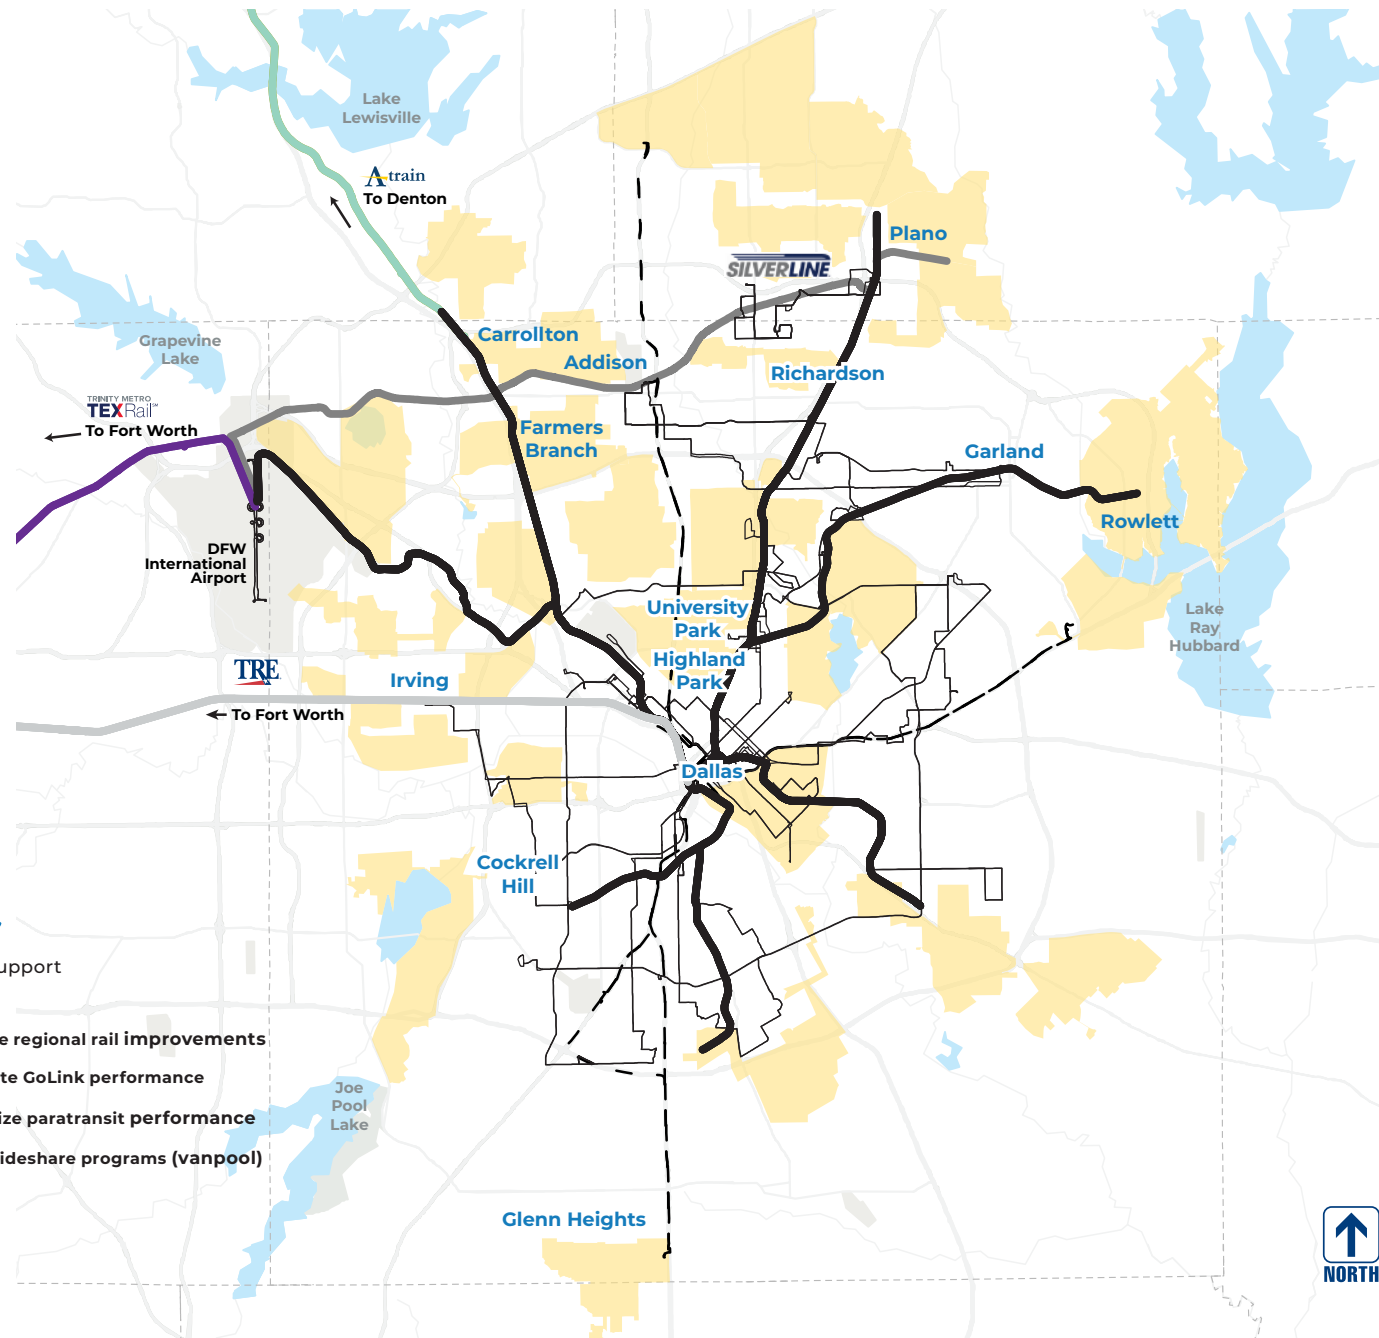 Lake
Lewisville
A train
To Denton
Plano
SILVERLINE
Carrollton
Grapevine
Lake
Addison
Richardson
TRINITY METRO
TEXRail
To Fort Worth
Farmers
Branch
Garland
Rowlett
DFW
International
Airport
University
Park
Lake
Ray
Hubbard
Highland
Park
TRE
Irving
To Fort Worth
Dallas
Cockrell
Hill
upport
e regional rail improvements
te GoLink performance
Joe
Pool
Lake
ize paratransit performance
ideshare programs (vanpool)
Glenn Heights
NORTH